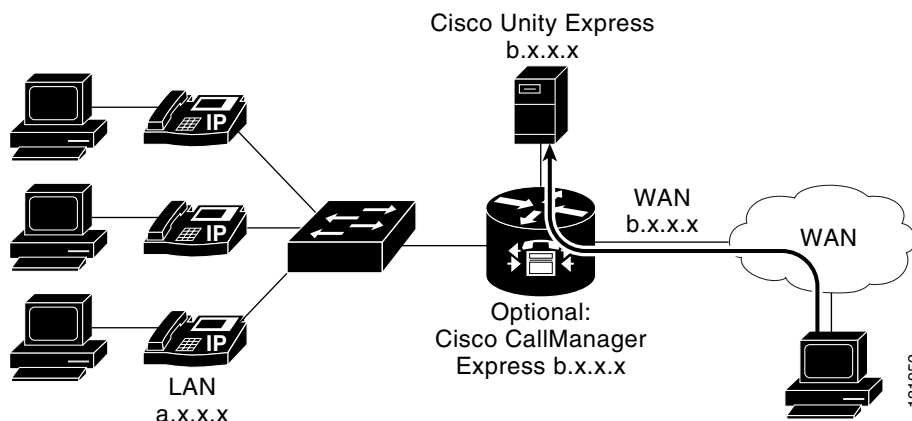 Cisco Unity Express
b.x.x.x
IP
IP
IP
WAN
b.x.x.x
WAN
Optional:
Cisco CallManager
Express b.x.x.x
LAN
a.x.x.x